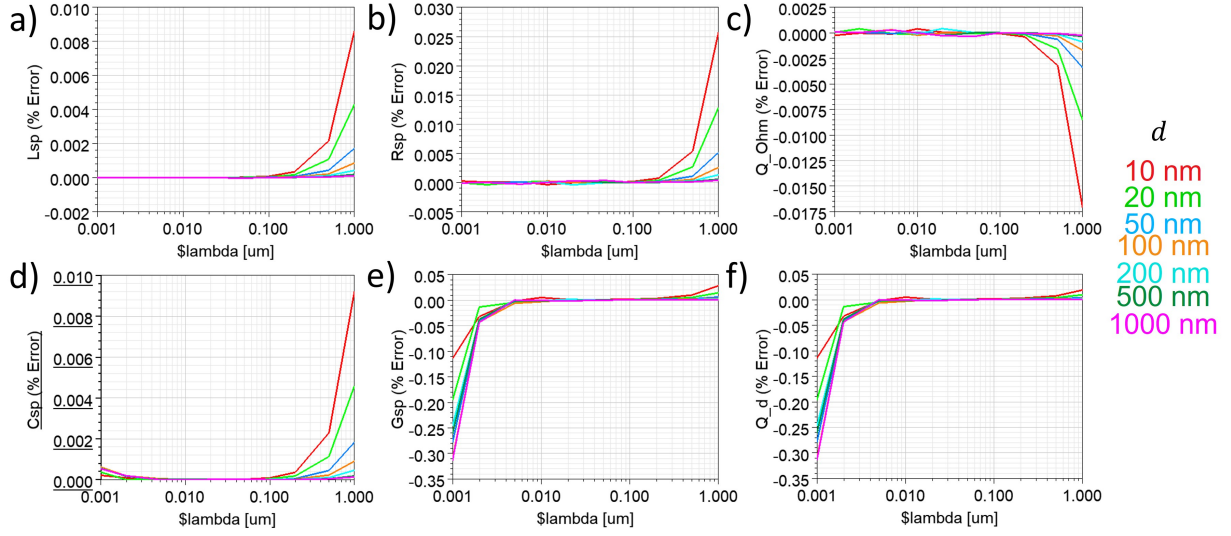 a)
0.010
0.008
0.006
0.004
0.002
0.000
-0.002
Lsp (% Error)
0.001
0.010
0.100
1.000
$lambda [um]
b)
0.030
0.025
0.020
0.015
0.010
0.005
0.000
-0.005
Rsp (% Error)
0.001
0.010
0.100
1.000
$lambda [um]
c)
0.0025
0.0000
-0.0025
-0.0050
-0.0075
-0.0100
-0.0125
-0.0150
-0.0175
Q_Ohm (% Error)
0.001
0.010
0.100
1.000
$lambda [um]
d
10 nm
20 nm
50 nm
100 nm
200 nm
500 nm
1000 nm
d)
0.010
0.008
0.006
0.004
0.002
0.000
Csp (% Error)
0.001
0.010
0.100
1.000
$lambda [um]
e)
0.05
0.00
-0.05
-0.10
-0.15
-0.20
-0.25
-0.30
-0.35
Gsp (% Error)
0.001
0.010
0.100
1.000
$lambda [um]
f)
0.05
0.00
-0.05
-0.10
-0.15
-0.20
-0.25
-0.30
-0.35
Q_d (% Error)
0.001
0.010
0.100
1.000
$lambda [um]